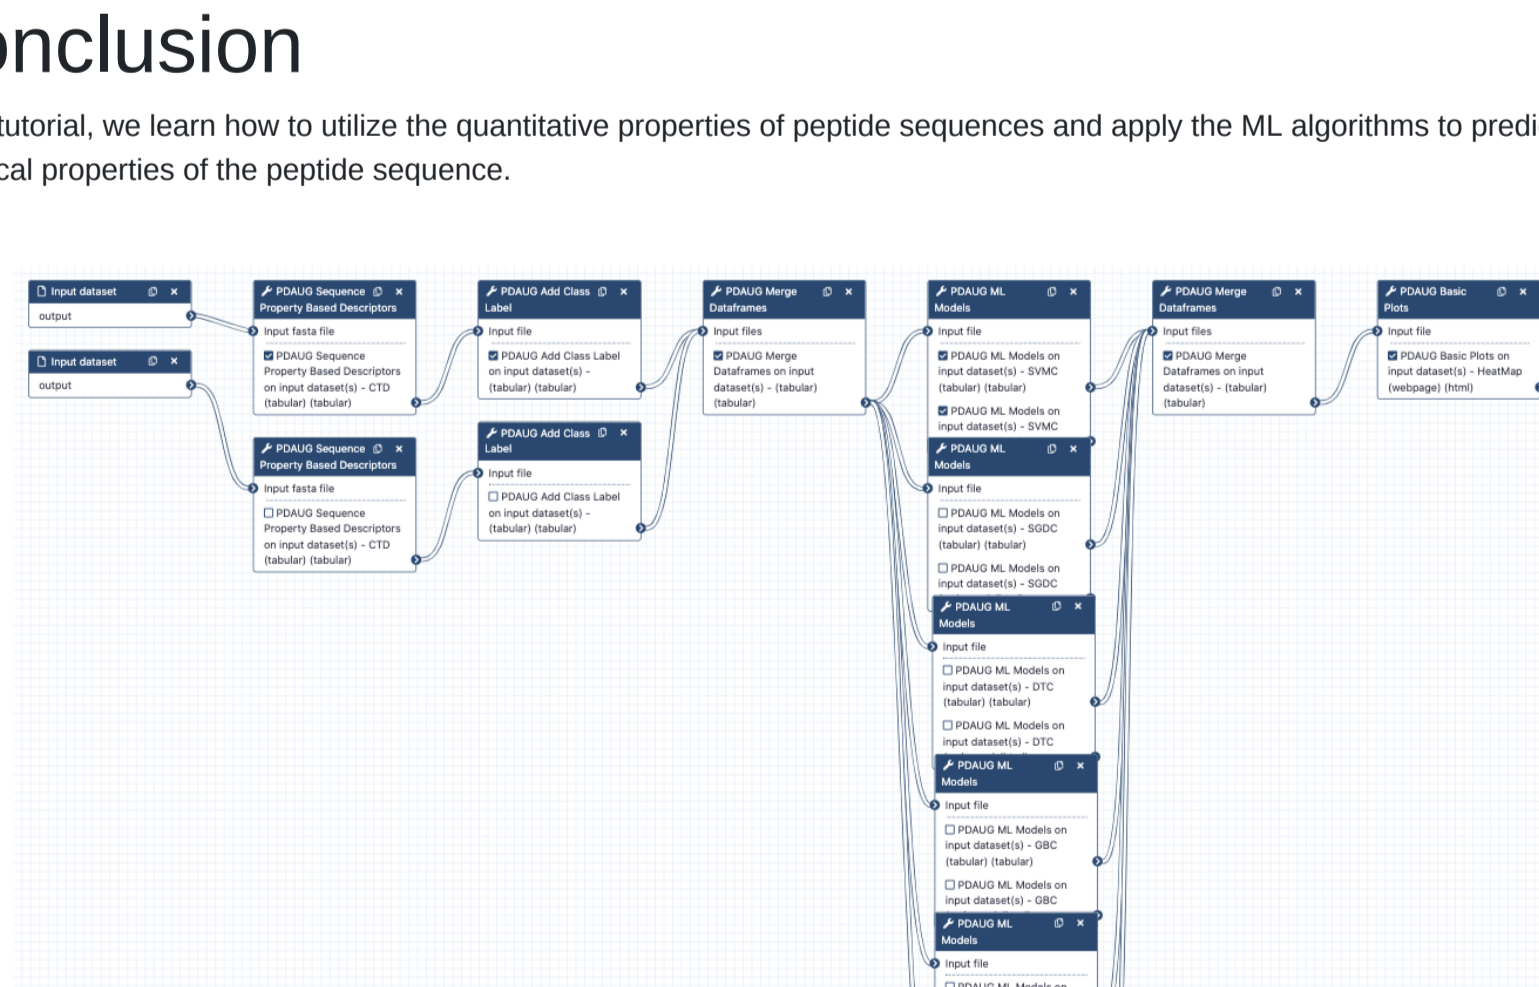 onclusion
tutorial, we learn how to utilize the quantitative properties of peptide sequences and apply the ML algorithms to predi
cal properties of the peptide sequence.
Input dataset
output
Input dataset
output
PDAUG Sequence
Property Based Descriptors
Input fasta file
PDAUG Sequence
Property Based Descriptors
on input dataset(s) - CTD
(tabular) (tabular)
PDAUG Sequence
Property Based Descriptors
Input fasta file
PDAUG Sequence
Property Based Descriptors
on input dataset(s) - CTD
(tabular) (tabular)
PDAUG Add Class
Label
Input file
PDAUG Add Class Label
on input dataset(s) -
(tabular) (tabular)
PDAUG Add Class
Label
Input file
PDAUG Add Class Label
on input dataset(s) -
(tabular) (tabular)
PDAUG Merge
Dataframes
Input files
PDAUG Merge
Dataframes on input
dataset(s) - (tabular)
(tabular)
PDAUG ML
Models
Input file
PDAUG ML Models on
input dataset(s) - SVMC
(tabular) (tabular)
PDAUG ML Models on
input dataset(s) - SVMC
PDAUG ML
Models
Input file
PDAUG ML Models on
input dataset(s) - SGDC
(tabular) (tabular)
PDAUG ML Models on
input dataset(s) - SGDC
PDAUG ML
Models
Input file
PDAUG ML Models on
input dataset(s) - DTC
(tabular) (tabular)
PDAUG ML Models on
input dataset(s) - DTC
PDAUG ML
Models
Input file
PDAUG ML Models on
input dataset(s) - GBC
(tabular) (tabular)
PDAUG ML Models on
input dataset(s) - GBC
PDAUG ML
Models
Input file
PDAUG ML Models on
PDAUG Merge
Dataframes
Input files
PDAUG Merge
Dataframes on input
dataset(s) - (tabular)
(tabular)
PDAUG Basic
Plots
Input file
PDAUG Basic Plots on
input dataset(s) - HeatMap
(webpage) (html)